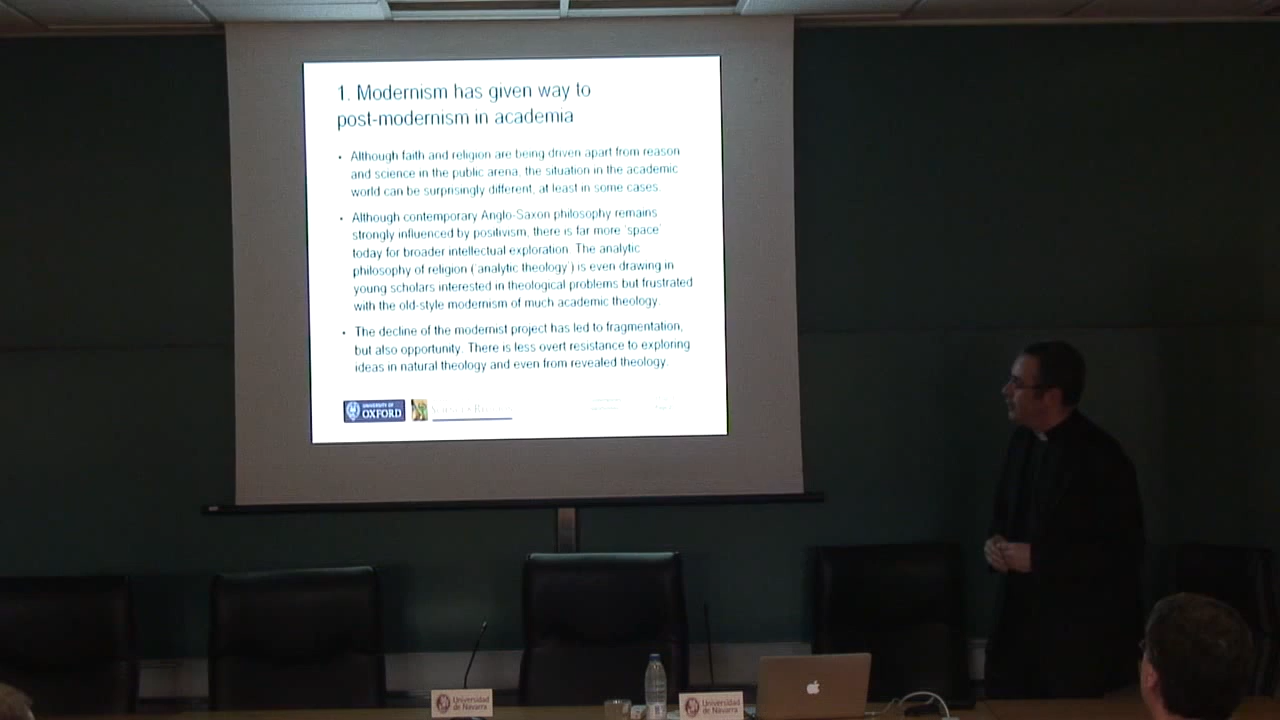 1. Modernism has given way to
post-modernism in academia
• Although faith and religion are being driven apart from reason
and science in the public arena, the situation in the academic
world can be surprisingly different, at least in some cases.
• Although contemporary Anglo-Saxon philosophy remains
strongly influenced by positivism, there is far more 'space'
today for broader intellectual exploration. The analytic
philosophy of religion ('analytic theology') is even drawing in
young scholars interested in theological problems but frustrated
with the old-style modernism of much academic theology.
• The decline of the modernist project has led to fragmentation,
but also opportunity. There is less overt resistance to exploring
ideas in natural theology and even from revealed theology.
UNIVERSITY OF
OXFORD
Universidad
de Navarra
Universidad
de Navarra